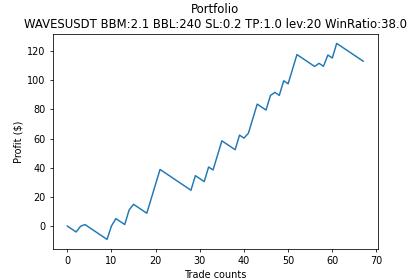 Portfolio
WAVESUSDT BBM:2.1 BBL:240 SL:0.2 TP:1.0 lev:20 WinRatio:38.0
120
100
80
60
40
20
0
Profit ($)
0 10 20 30 40 50 60 70
Trade counts